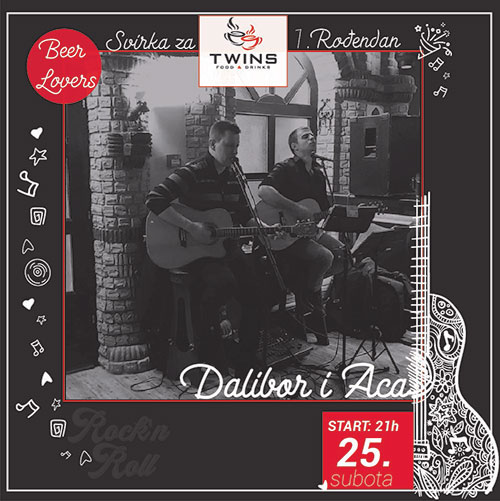 Beer
Lovers
Svirka za 1. Rođendan
TWINS
FOOD & DRINKS
Dalibor i Aca
Rock'n
Roll
START: 21h
25.
subota